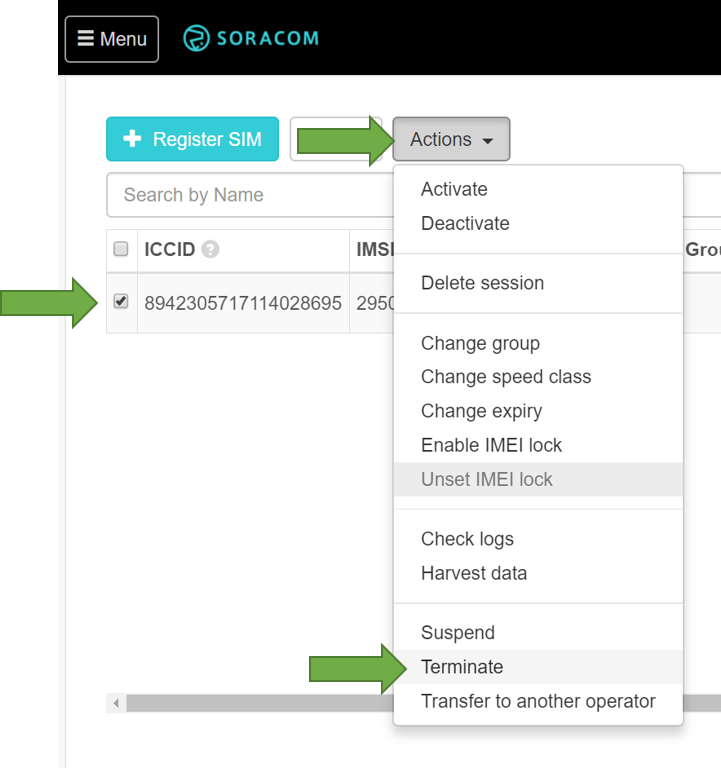 Menu
SORACOM
Register SIM
Actions
Search by Name
ICCID
IMSI
Grou
8942305717114028695
2950
Activate
Deactivate
Delete session
Change group
Change speed class
Change expiry
Enable IMEI lock
Unset IMEI lock
Check logs
Harvest data
Suspend
Terminate
Transfer to another operator